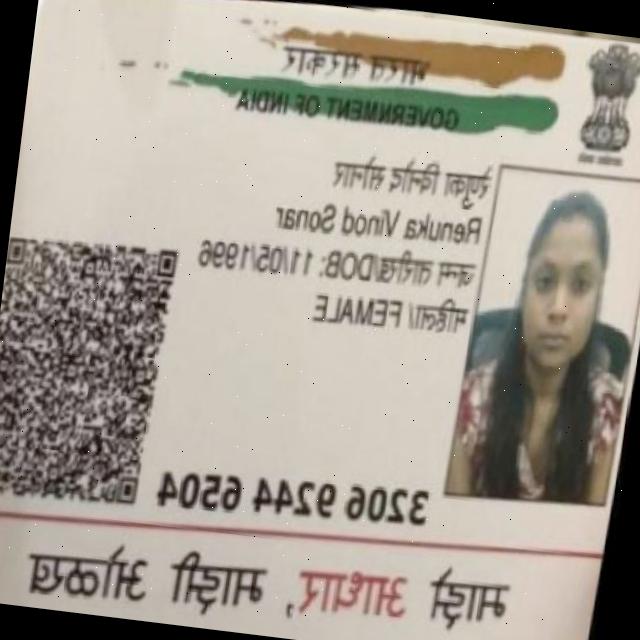 भारत सरकार
GOVERNMENT OF INDIA
रेणुका विनोद सोनार
Renuka Vinod Sonar
जन्म तारीख/DOB: 11/05/1996
महिला/ FEMALE
3206 9244 6504
माझे आधार, माझी ओळख